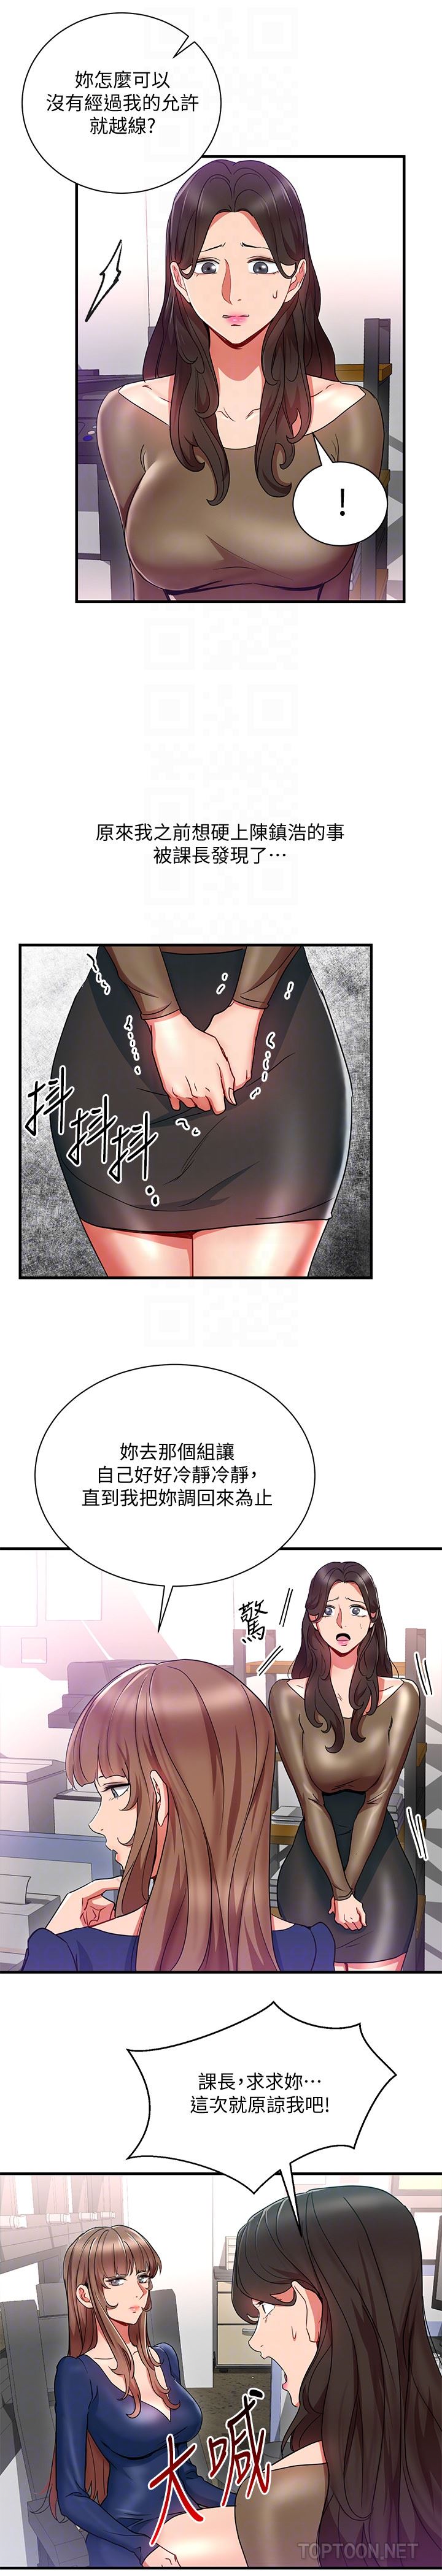 妳怎麼可以
沒有經過我的允許
就越線?
!
原來我之前想硬上陳鎮浩的事
被課長發現了…
抖
抖
抖
妳去那個組讓
自己好好冷靜冷靜,
直到我把妳調回來為止
驚
課長,求求妳…
這次就原諒我吧!
大喊
TOPTOON.NET